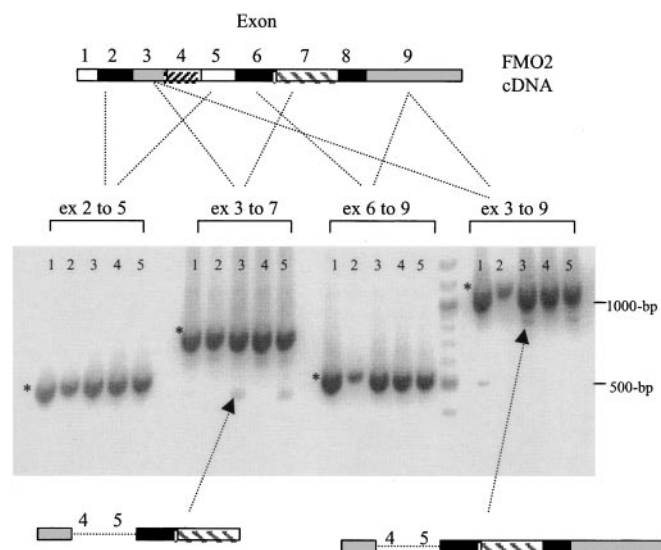 Exon
1 2 3 4 5 6 7 8 9
FMO2
cDNA
ex 2 to 5 ex 3 to 7 ex 6 to 9 ex 3 to 9
1 2 3 4 5 1 2 3 4 5 1 2 3 4 5 1 2 3 4 5
* * * *
1000-bp
500-bp
4 5 4 5